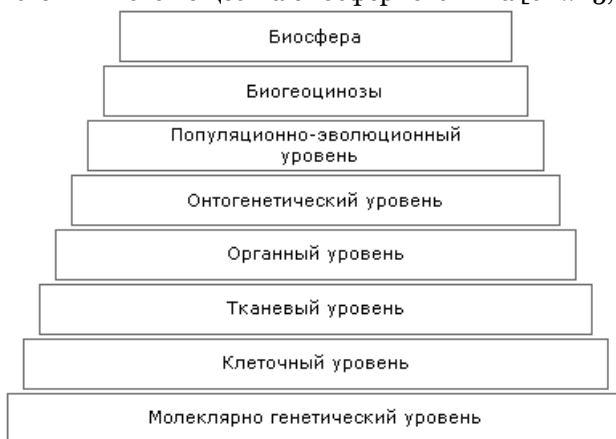 Биосфера
Биогеоцинозы
Популяционно-эволюционный
уровень
Онтогенетический уровень
Органный уровень
Тканевый уровень
Клеточный уровень
Молеклярно генетический уровень